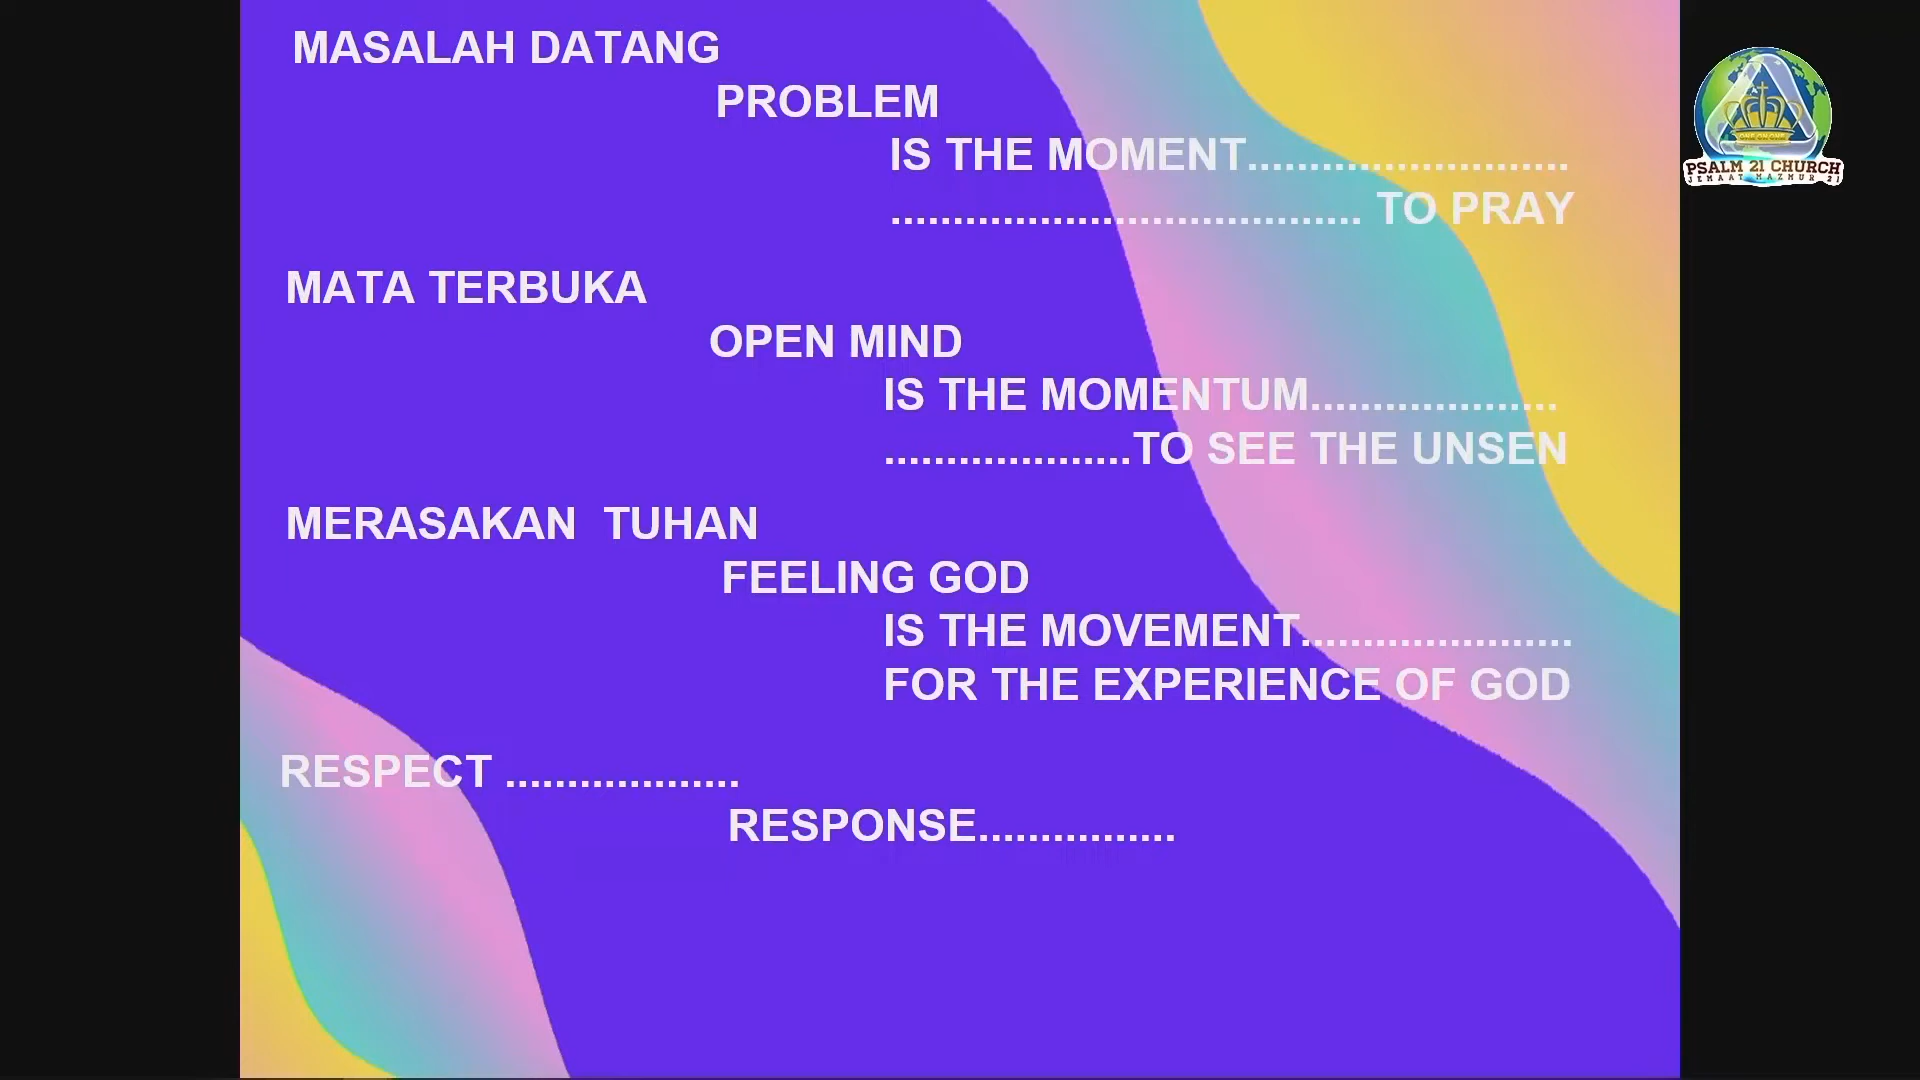 MASALAH DATANG
PROBLEM
IS THE MOMENT..........................
...................................... TO PRAY
MATA TERBUKA
OPEN MIND
IS THE MOMENTUM....................
....................TO SEE THE UNSEN
MERASAKAN  TUHAN
FEELING GOD
IS THE MOVEMENT......................
FOR THE EXPERIENCE OF GOD
RESPECT ...................
RESPONSE................
PSALM 21 CHURCH
JEMAAT MAZMUR 21